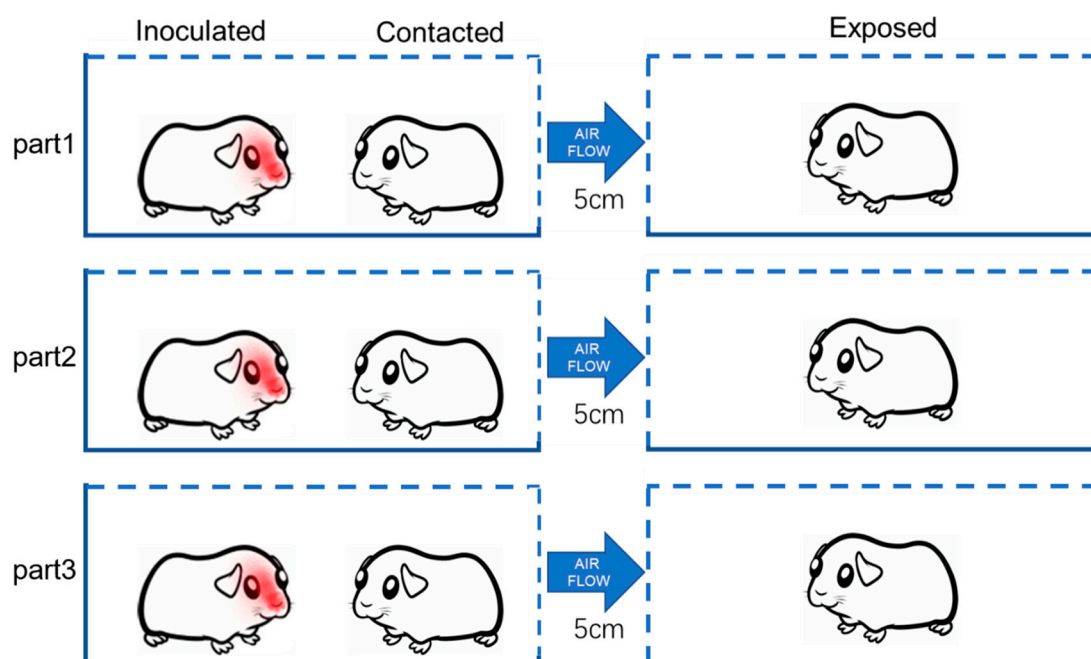 Inoculated Contacted Exposed
part1
AIR
FLOW
5cm
part2
AIR
FLOW
5cm
part3
AIR
FLOW
5cm